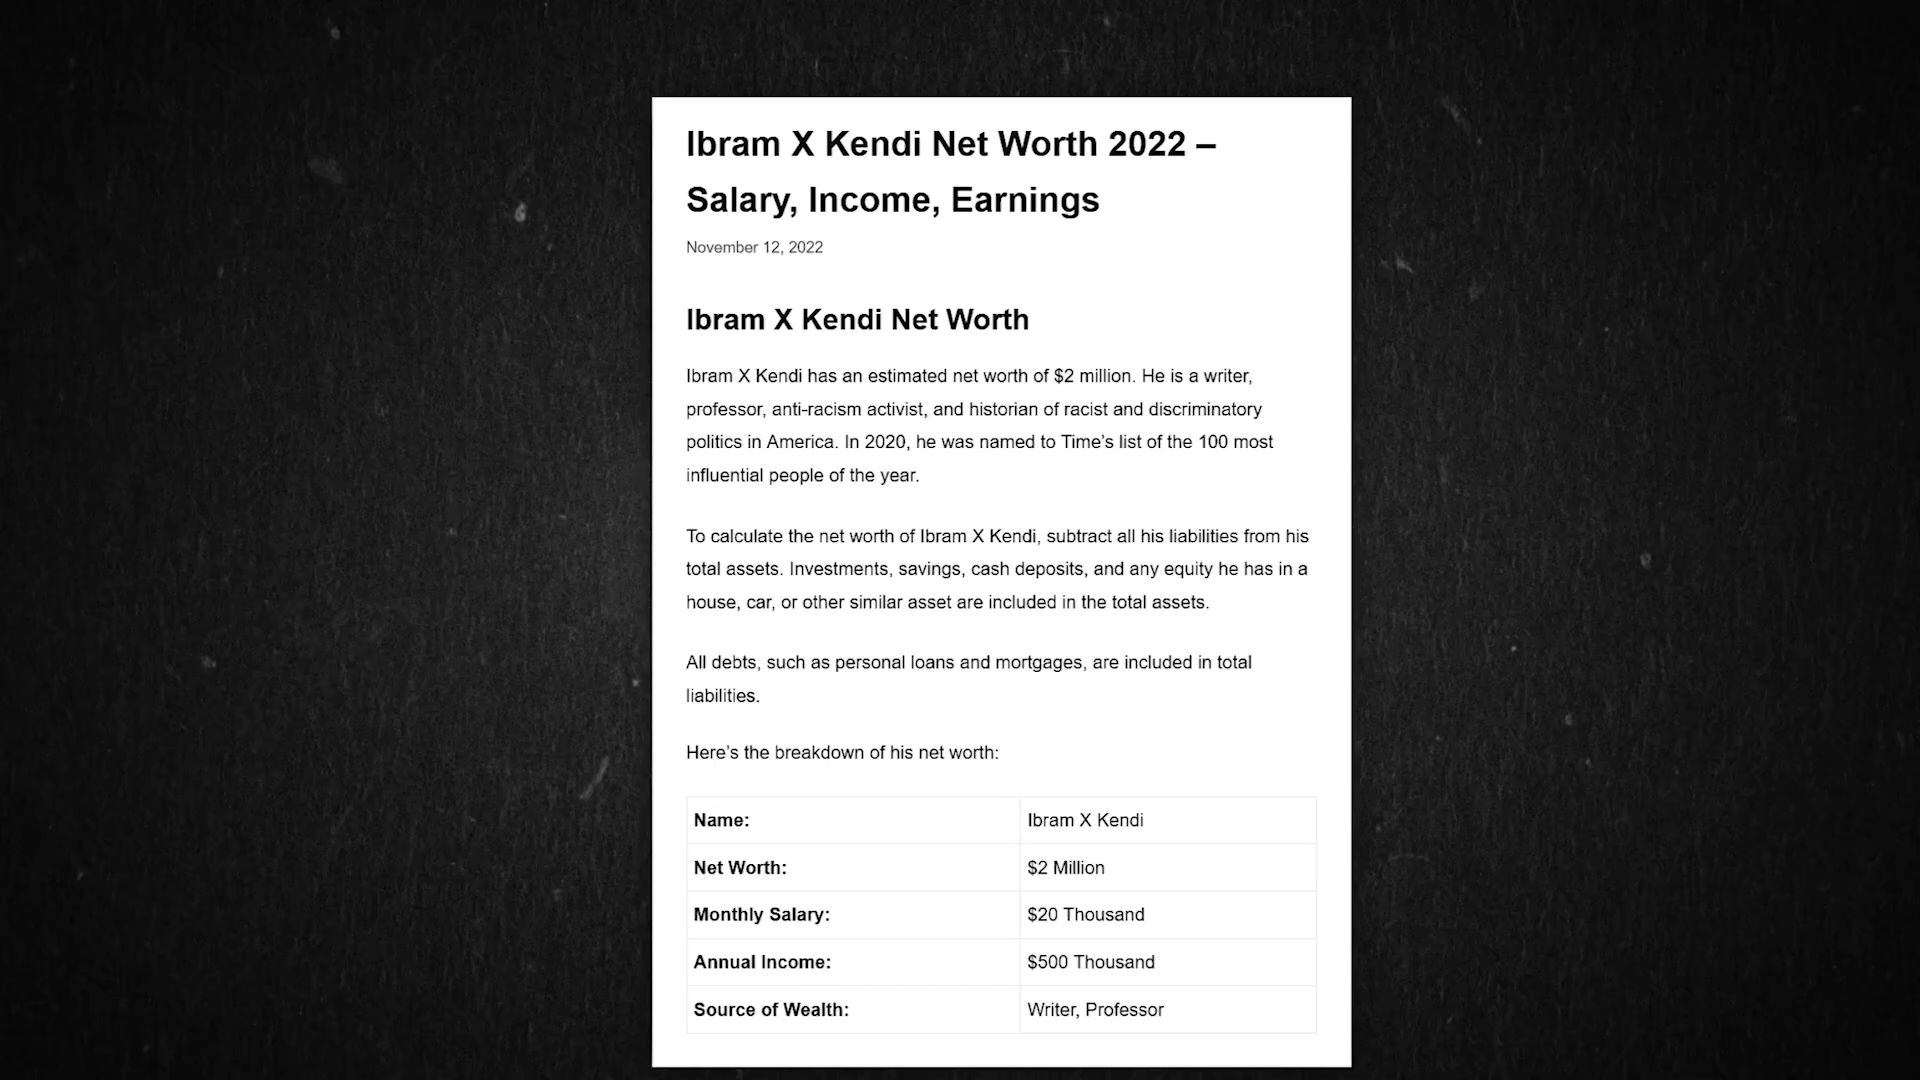 Ibram X Kendi Net Worth 2022 –
Salary, Income, Earnings
November 12, 2022
Ibram X Kendi Net Worth
Ibram X Kendi has an estimated net worth of $2 million. He is a writer,
professor, anti-racism activist, and historian of racist and discriminatory
politics in America. In 2020, he was named to Time’s list of the 100 most
influential people of the year.
To calculate the net worth of Ibram X Kendi, subtract all his liabilities from his
total assets. Investments, savings, cash deposits, and any equity he has in a
house, car, or other similar asset are included in the total assets.
All debts, such as personal loans and mortgages, are included in total
liabilities.
Here’s the breakdown of his net worth:
Name: Ibram X Kendi
Net Worth: $2 Million
Monthly Salary: $20 Thousand
Annual Income: $500 Thousand
Source of Wealth: Writer, Professor